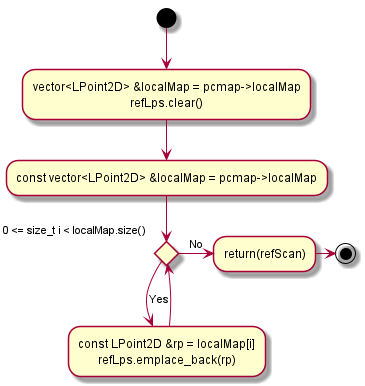 vector<LPoint2D> &localMap = pcmap->localMap
refLps.clear()
const vector<LPoint2D> &localMap = pcmap->localMap
0 <= size_t i < localMap.size()
No
return(refScan)
Yes
const LPoint2D &rp = localMap[i]
refLps.emplace_back(rp)